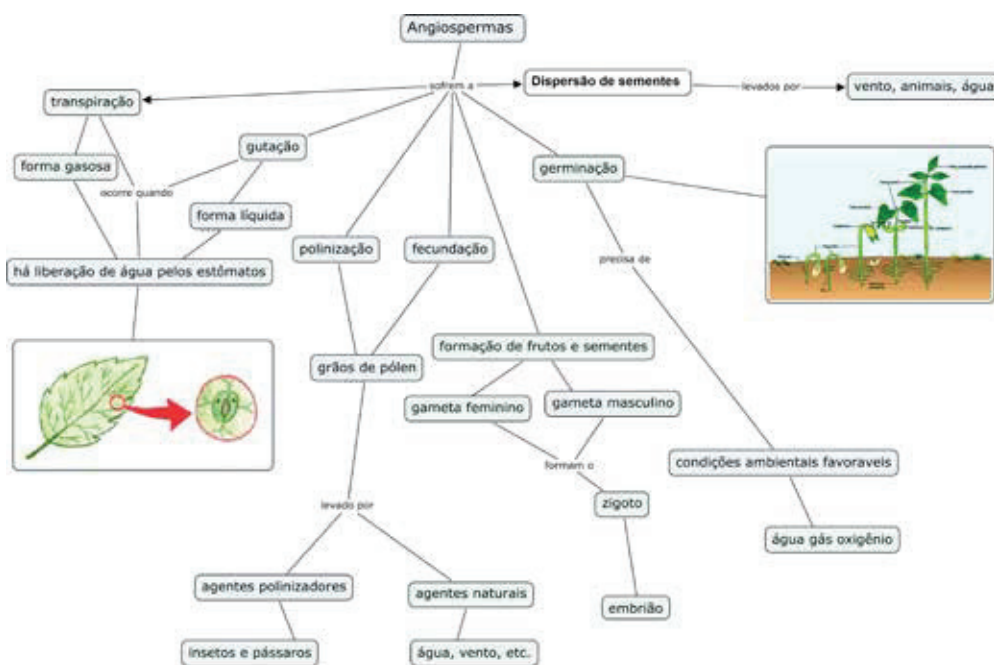 Angiospermas
sofrem a
Dispersão de sementes
levados por
vento, animais, água
transpiração
gutação
forma gasosa
ocorre quando
germinação
forma líquida
polinização
fecundação
precisa de
há liberação de água pelos estômatos
formação de frutos e sementes
grãos de pólen
gameta feminino
gameta masculino
formam o
condições ambientais favoraveis
zigoto
levado por
água gás oxigênio
agentes polinizadores
agentes naturais
embrião
insetos e pássaros
água, vento, etc.